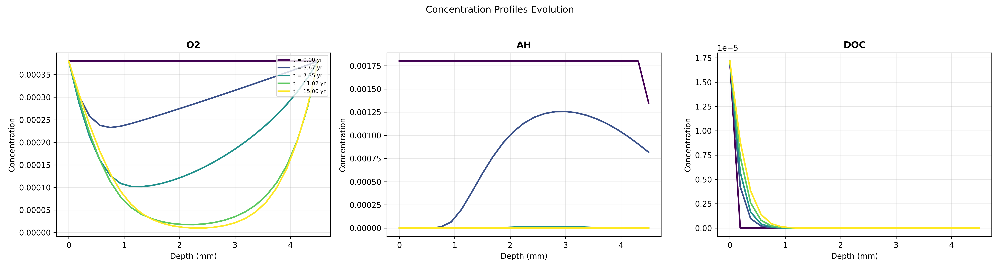 Concentration Profiles Evolution
O2
Concentration
0.00035
0.00030
0.00025
0.00020
0.00015
0.00010
0.00005
0.00000
0 1 2 3 4
Depth (mm)
t = 0.00 yr
t = 3.67 yr
t = 7.35 yr
t = 11.02 yr
t = 15.00 yr
AH
Concentration
0.00175
0.00150
0.00125
0.00100
0.00075
0.00050
0.00025
0.00000
0 1 2 3 4
Depth (mm)
DOC
1e−5
Concentration
1.75
1.50
1.25
1.00
0.75
0.50
0.25
0.00
0 1 2 3 4
Depth (mm)